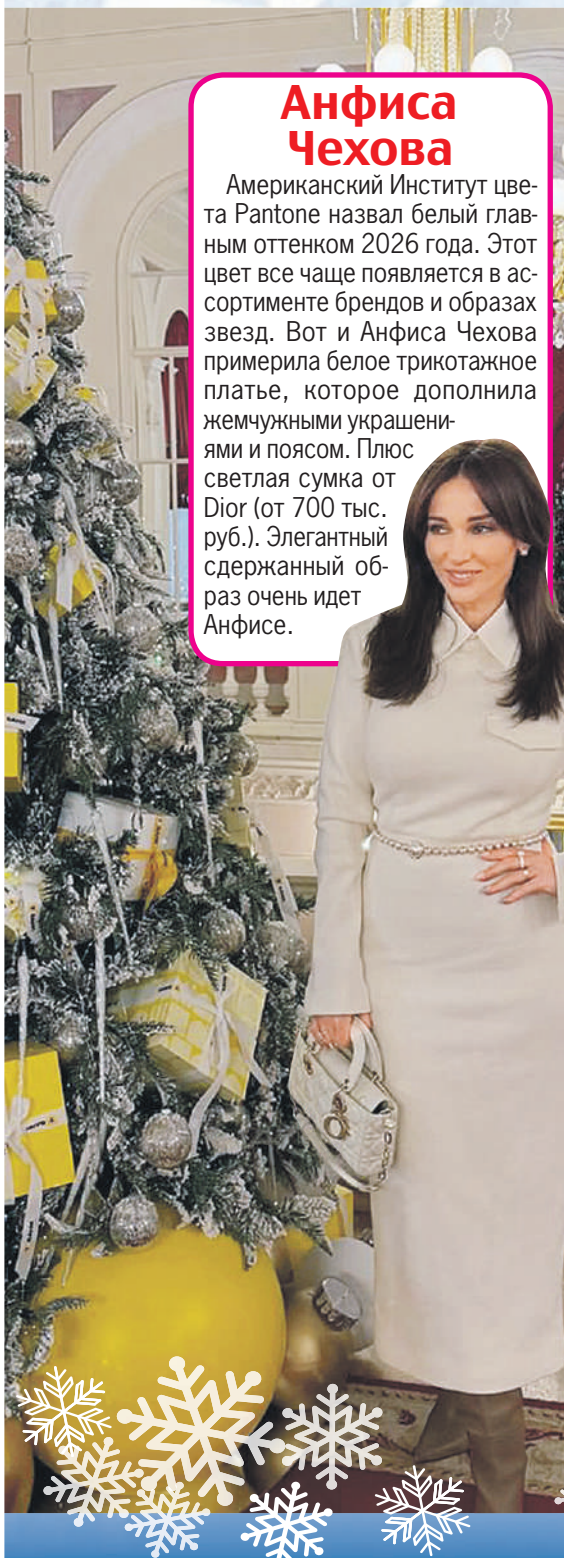 Анфиса
Чехова
Американский Институт цве-
та Pantone назвал белый глав-
ным оттенком 2026 года. Этот
цвет все чаще появляется в ас-
сортименте брендов и образах
звезд. Вот и Анфиса Чехова
примерила белое трикотажное
платье, которое дополнила
жемчужными украшени-
ями и поясом. Плюс
светлая сумка от
Dior (от 700 тыс.
руб.). Элегантный
сдержанный об-
раз очень идет
Анфисе.